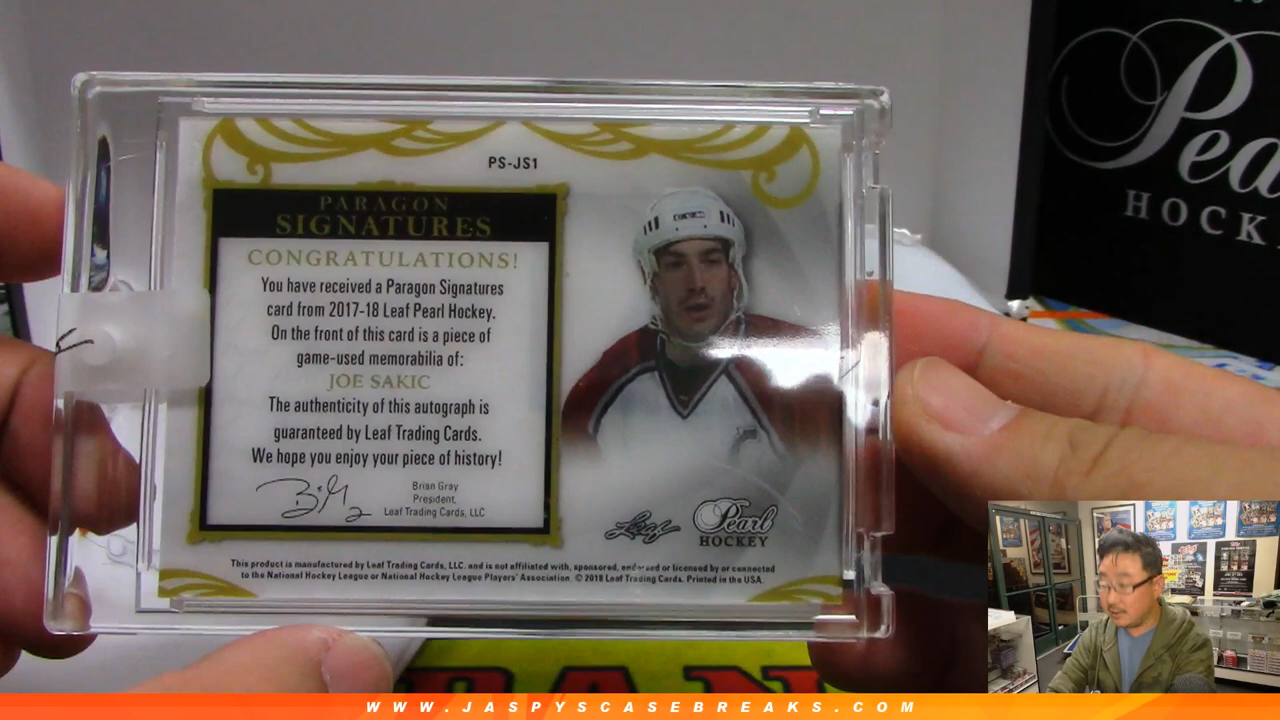 PS-JS1
PARAGON
SIGNATURES
CONGRATULATIONS!
You have received a Paragon Signatures
card from 2017-18 Leaf Pearl Hockey.
On the front of this card is a piece of
game-used memorabilia of:
JOE SAKIC
The authenticity of this autograph is
guaranteed by Leaf Trading Cards.
We hope you enjoy your piece of history!
Brian Gray
President.
Leaf Trading Cards, LLC
Leaf
Pearl
HOCKEY
This product is manufactured by Leaf Trading Cards, LLC. and is not affiliated with, sponsored, endorsed or licensed by or connected
to the National Hockey League or National Hockey League Players' Association. © 2018 Leaf Trading Cards. Printed in the USA.
Pea
HOCK
WWW.JASPYSCASEBREAKS.COM